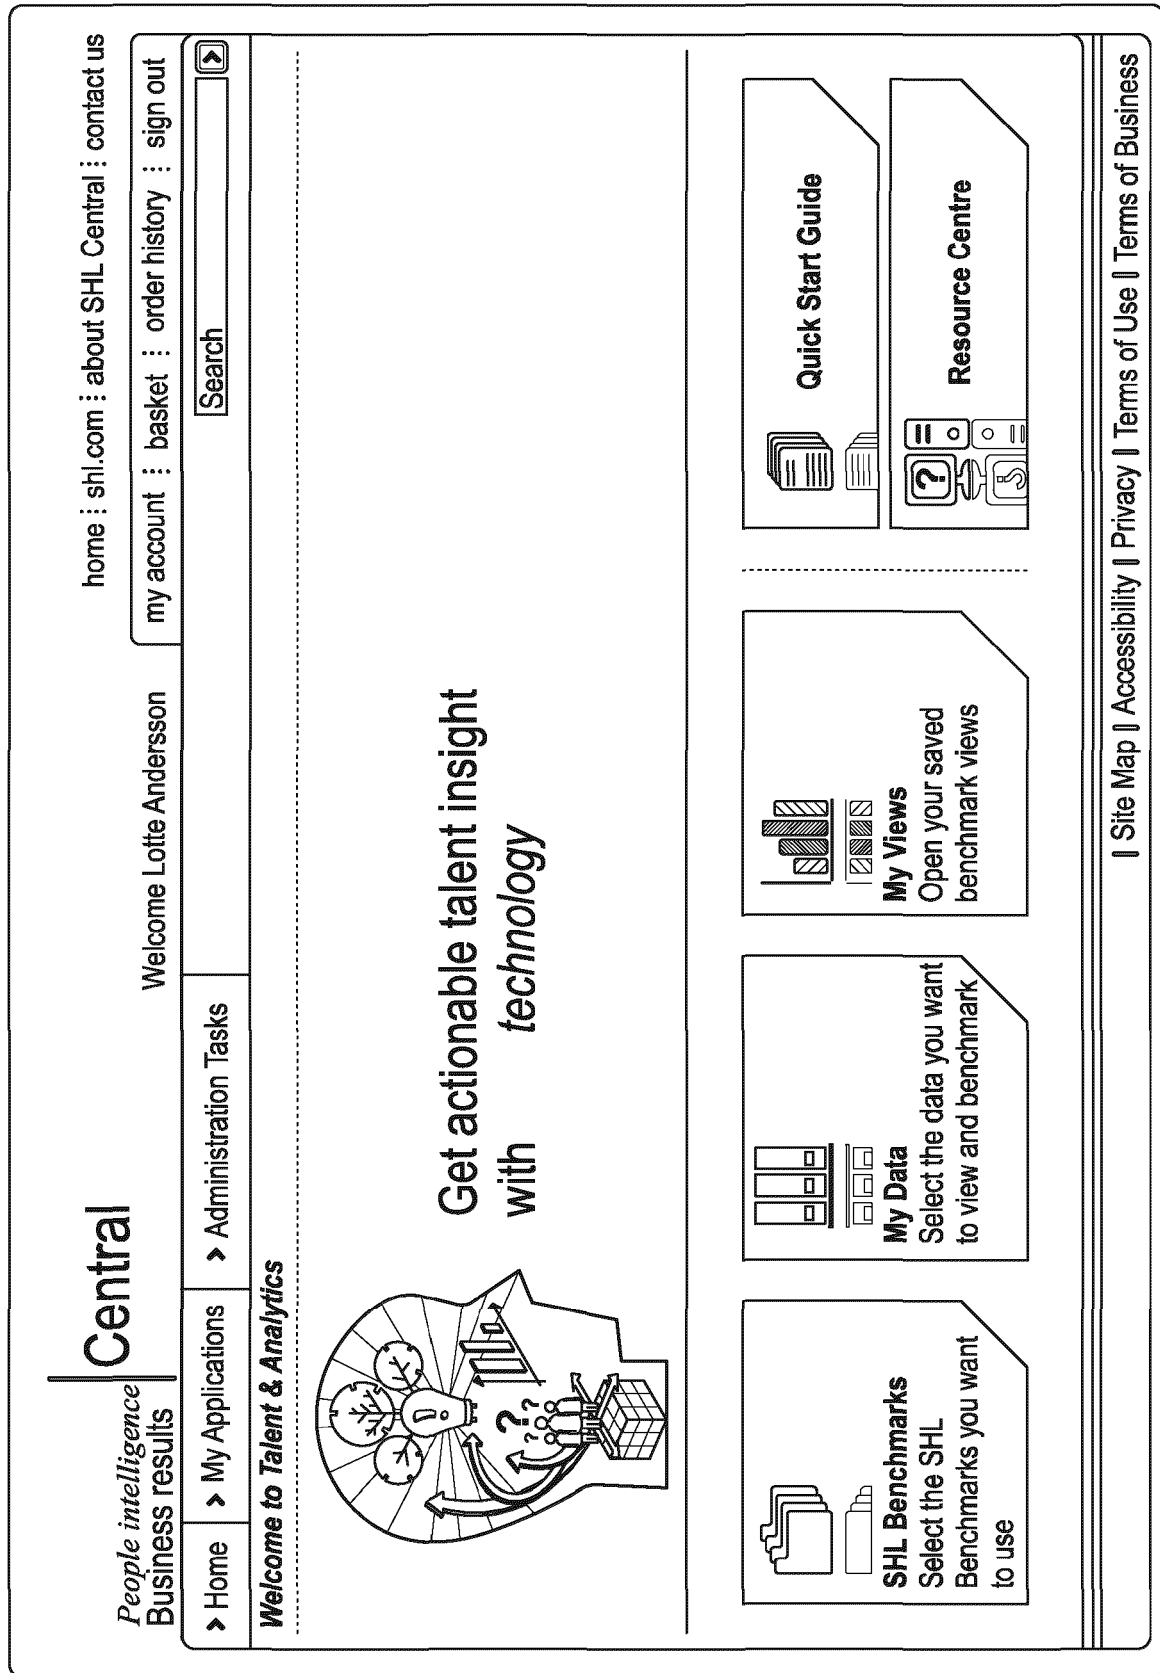 home ⋮ shl.com ⋮ about SHL Central ⋮ contact us
People intelligence
Business results
Central
Welcome Lotte Andersson
my account ⋮ basket ⋮ order history ⋮ sign out
> Home
> My Applications
> Administration Tasks
Search
>
Welcome to Talent & Analytics
? ? ?
Get actionable talent insight
with technology
SHL Benchmarks
Select the SHL
Benchmarks you want
to use
My Data
Select the data you want
to view and benchmark
My Views
Open your saved
benchmark views
Quick Start Guide
?
Resource Centre
| Site Map | Accessibility | Privacy | Terms of Use | Terms of Business